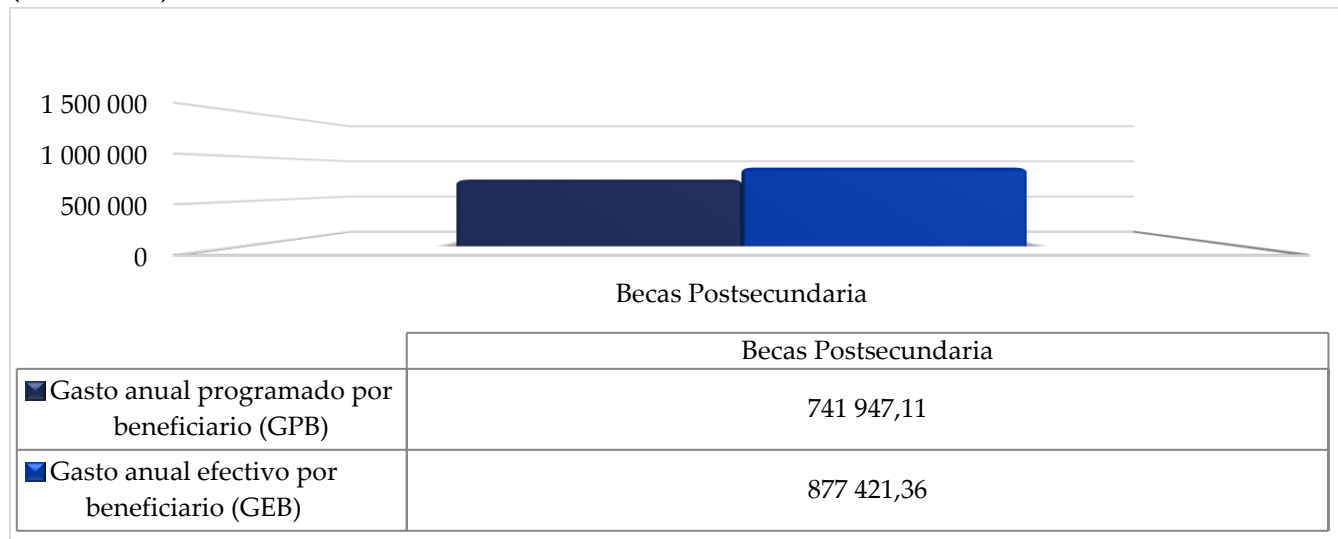 1 500 000
1 000 000
500 000
0
Becas Postsecundaria
Becas Postsecundaria
Gasto anual programado por
beneficiario (GPB)
741 947,11
Gasto anual efectivo por
beneficiario (GEB)
877 421,36